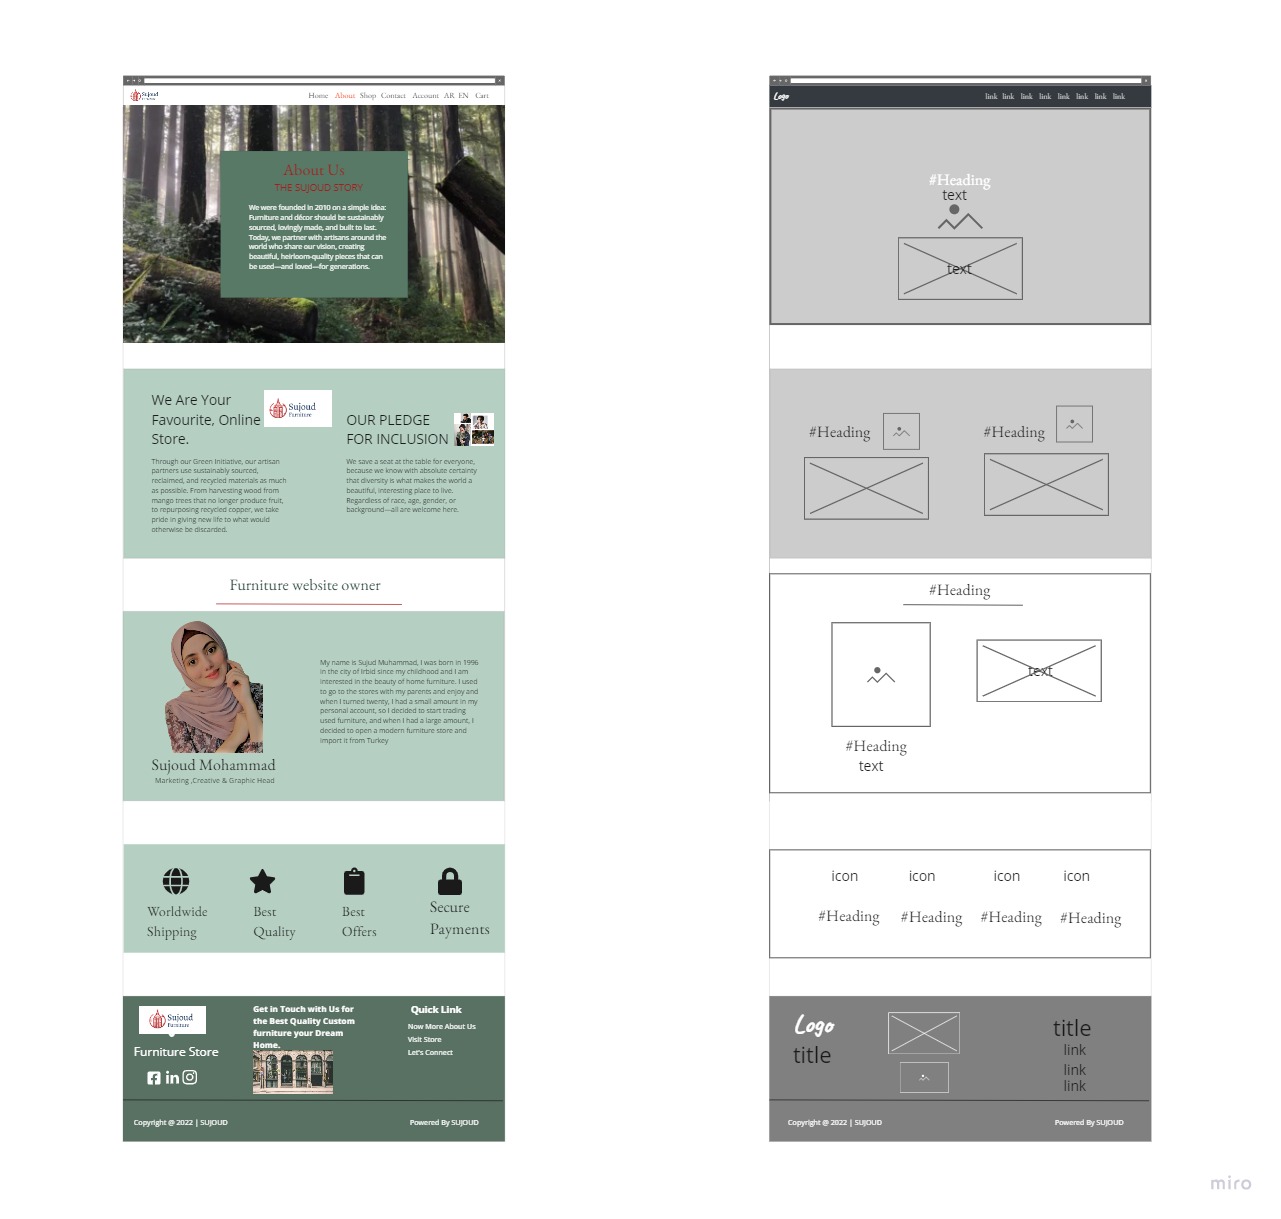 Sujoud
Home About Shop Contact Account AR EN Cart
About Us
THE SUJOUD STORY
We were founded in 2010 on a simple idea:
Furniture and décor should be sustainably
sourced, lovingly made, and built to last.
Today, we partner with artisans around the
world who share our vision, creating
beautiful, heirloom-quality pieces that can
be used—and loved—for generations.
We Are Your
Favourite, Online
Store.
Sujoud
Furniture
Through our Green Initiative, our artisan
partners use sustainably sourced,
reclaimed, and recycled materials as much
as possible. From harvesting wood from
mango trees that no longer produce fruit,
to repurposing recycled copper, we take
pride in giving new life to what would
otherwise be discarded.
OUR PLEDGE
FOR INCLUSION
We save a seat at the table for everyone,
because we know with absolute certainty
that diversity is what makes the world a
beautiful, interesting place to live.
Regardless of race, age, gender, or
background—all are welcome here.
Furniture website owner
My name is Sujud Muhammad, I was born in 1996
in the city of Irbid since my childhood and I am
interested in the beauty of home furniture. I used
to go to the stores with my parents and enjoy and
when I turned twenty, I had a small amount in my
personal account, so I decided to start trading
used furniture, and when I had a large amount, I
decided to open a modern furniture store and
import it from Turkey
Sujoud Mohammad
Marketing ,Creative & Graphic Head
Worldwide
Shipping
Best
Quality
Best
Offers
Secure
Payments
Sujoud
Furniture
Furniture Store
Get in Touch with Us for
the Best Quality Custom
furniture your Dream
Home.
Quick Link
Now More About Us
Visit Store
Let's Connect
Copyright @ 2022 | SUJOUD
Powered By SUJOUD
Logo
link link link link link link link link
#Heading
text
text
#Heading
#Heading
#Heading
text
#Heading
text
icon icon icon icon
#Heading #Heading #Heading #Heading
Logo
title
title
link
link
link
Copyright @ 2022 | SUJOUD
Powered By SUJOUD
miro